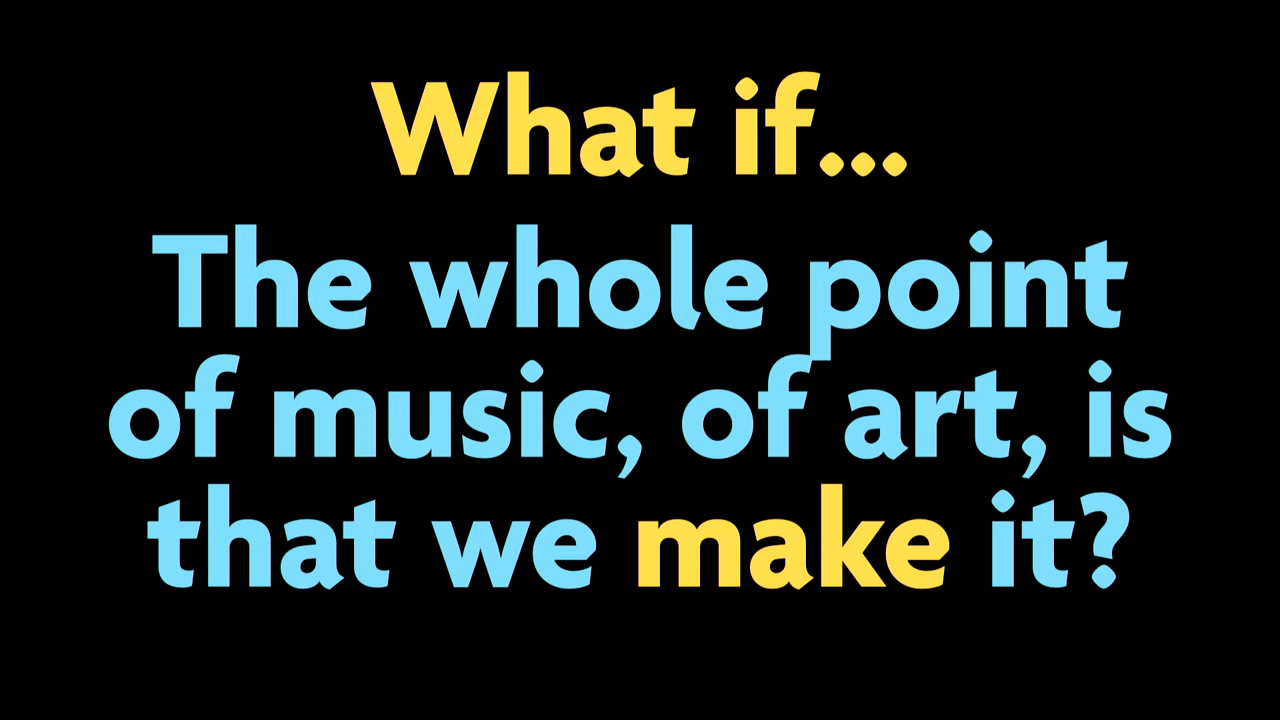 What if...
The whole point
of music, of art, is
that we make it?